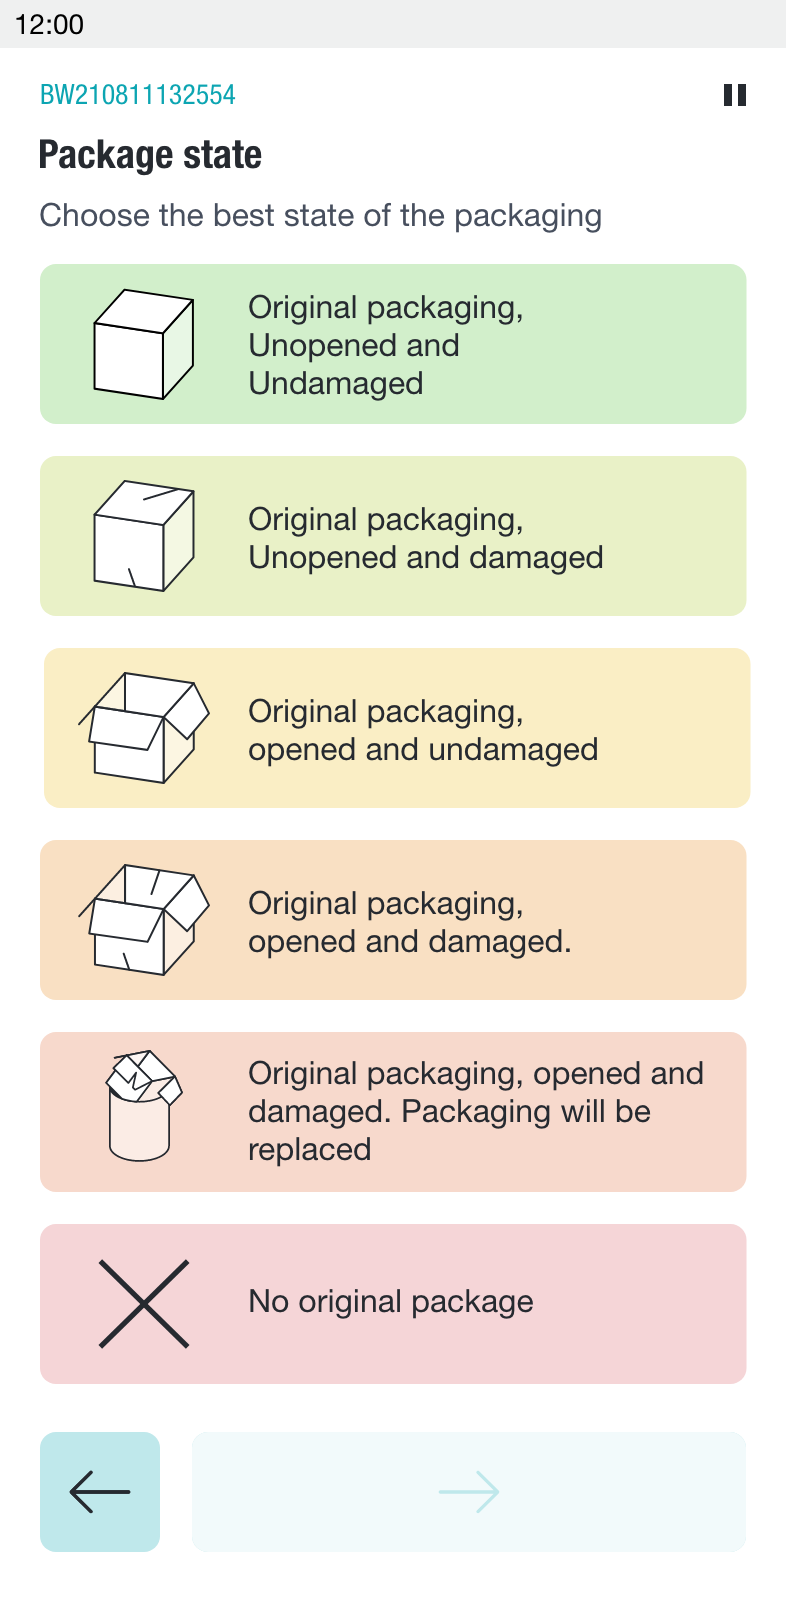 12:00
BW210811132554
Package state
Choose the best state of the packaging
Original packaging,
Unopened and
Undamaged
Original packaging,
Unopened and damaged
Original packaging,
opened and undamaged
Original packaging,
opened and damaged.
Original packaging, opened and
damaged. Packaging will be
replaced
No original package